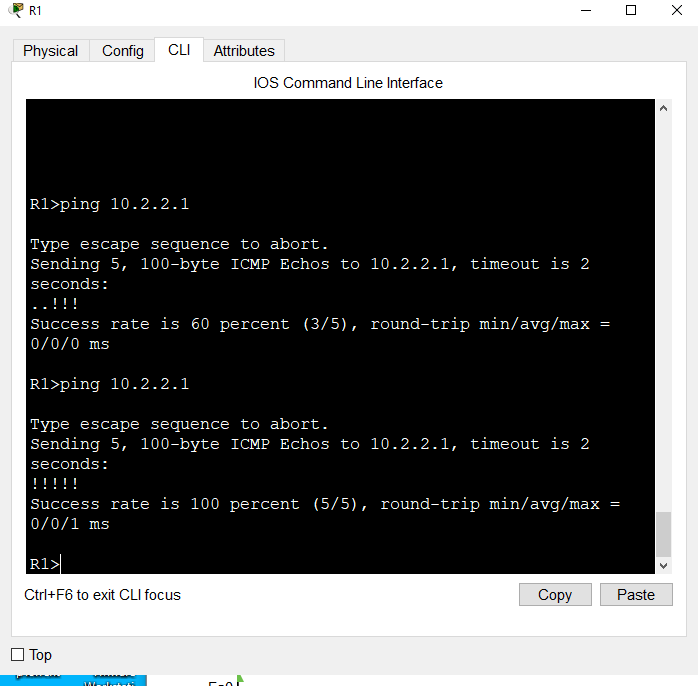 R1
Physical Config CLI Attributes
IOS Command Line Interface
R1>ping 10.2.2.1
Type escape sequence to abort.
Sending 5, 100-byte ICMP Echos to 10.2.2.1, timeout is 2
seconds:
..!!!
Success rate is 60 percent (3/5), round-trip min/avg/max =
0/0/0 ms
R1>ping 10.2.2.1
Type escape sequence to abort.
Sending 5, 100-byte ICMP Echos to 10.2.2.1, timeout is 2
seconds:
!!!!!
Success rate is 100 percent (5/5), round-trip min/avg/max =
0/0/1 ms
R1>
Ctrl+F6 to exit CLI focus
Copy Paste
Top